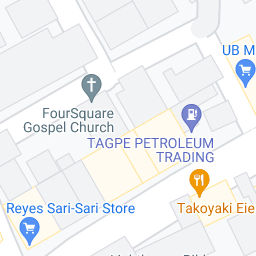 UB M
FourSquare
Gospel Church
TAGPE PETROLEUM
TRADING
Takoyaki Eie
Reyes Sari-Sari Store